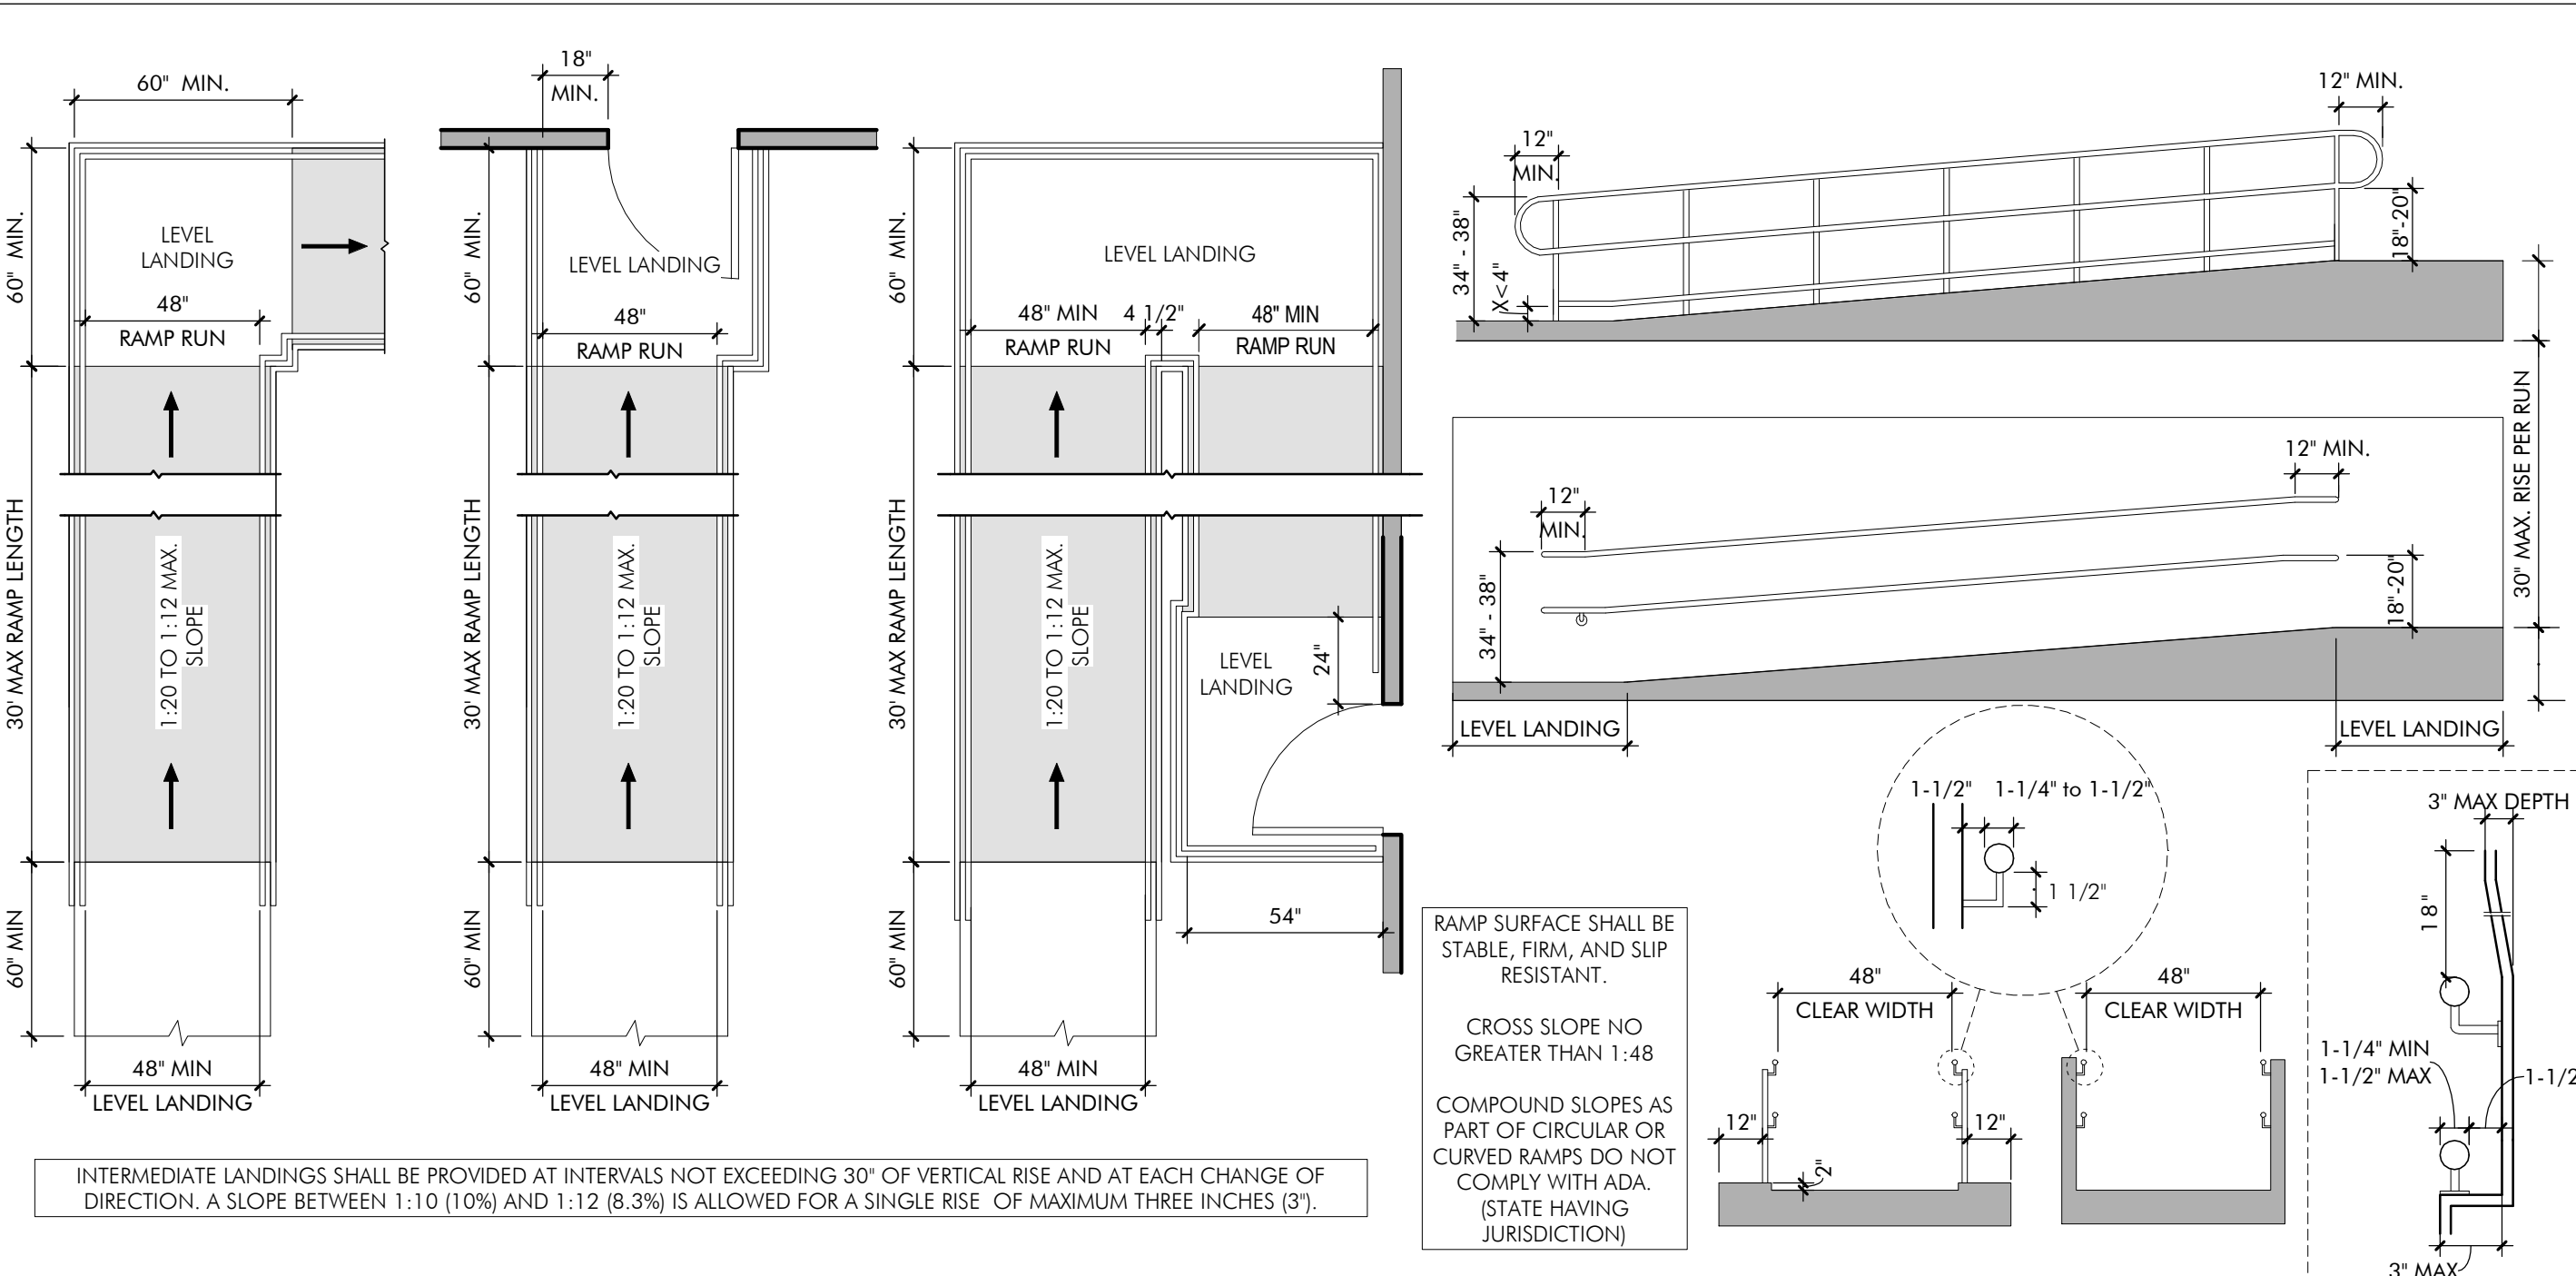 60" MIN.
60" MIN.
LEVEL
LANDING
48"
RAMP RUN
30' MAX RAMP LENGTH
1:20 TO 1:12 MAX.
SLOPE
60" MIN
48" MIN
LEVEL LANDING
18"
MIN.
60" MIN.
LEVEL LANDING
48"
RAMP RUN
30' MAX RAMP LENGTH
1:20 TO 1:12 MAX.
SLOPE
60" MIN
48" MIN
LEVEL LANDING
60" MIN.
LEVEL LANDING
48" MIN
RAMP RUN
4 1/2"
48" MIN
RAMP RUN
30' MAX RAMP LENGTH
1:20 TO 1:12 MAX.
SLOPE
LEVEL
LANDING
24"
54"
60" MIN
48" MIN
LEVEL LANDING
INTERMEDIATE LANDINGS SHALL BE PROVIDED AT INTERVALS NOT EXCEEDING 30" OF VERTICAL RISE AND AT EACH CHANGE OF
DIRECTION. A SLOPE BETWEEN 1:10 (10%) AND 1:12 (8.3%) IS ALLOWED FOR A SINGLE RISE OF MAXIMUM THREE INCHES (3").
12" MIN.
12"
MIN.
34" - 38"
X<4"
18"-20"
30" MAX. RISE PER RUN
12" MIN.
12"
MIN.
34" - 38"
18"-20"
LEVEL LANDING
LEVEL LANDING
RAMP SURFACE SHALL BE
STABLE, FIRM, AND SLIP
RESISTANT.
CROSS SLOPE NO
GREATER THAN 1:48
COMPOUND SLOPES AS
PART OF CIRCULAR OR
CURVED RAMPS DO NOT
COMPLY WITH ADA.
(STATE HAVING
JURISDICTION)
1-1/2"
1-1/4" to 1-1/2"
1 1/2"
48"
CLEAR WIDTH
12"
12"
2"
48"
CLEAR WIDTH
3" MAX DEPTH
18"
1-1/4" MIN
1-1/2" MAX
1-1/2
3" MAX